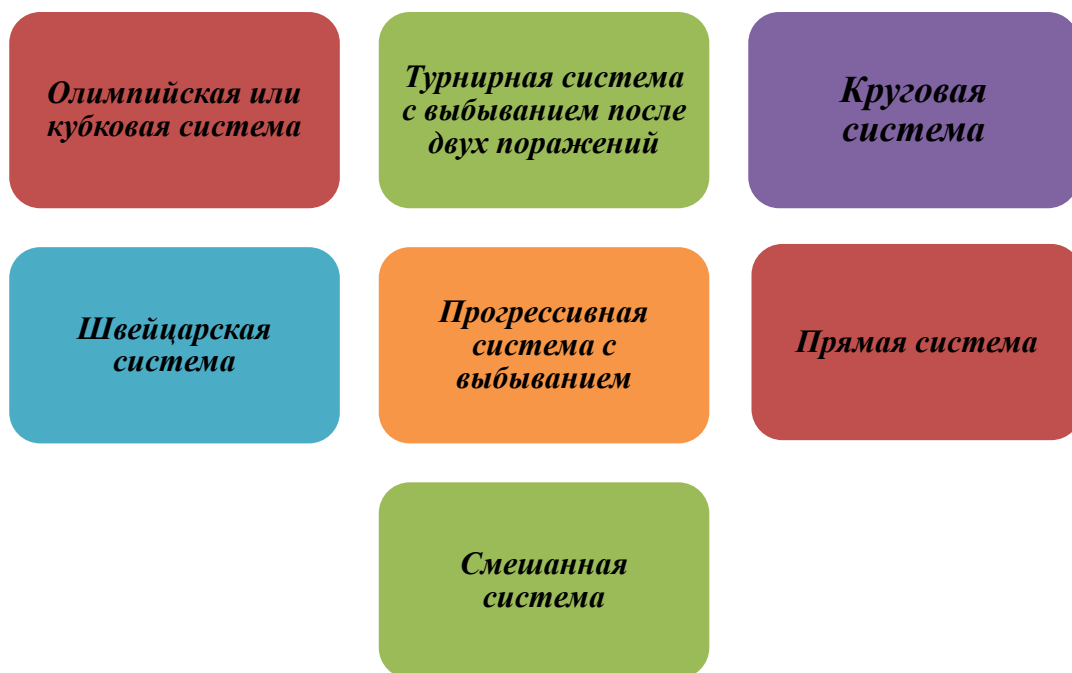 Олимпийская или
кубковая система
Турнирная система
с выбыванием после
двух поражений
Круговая
система
Швейцарская
система
Прогрессивная
система с
выбыванием
Прямая система
Смешанная
система